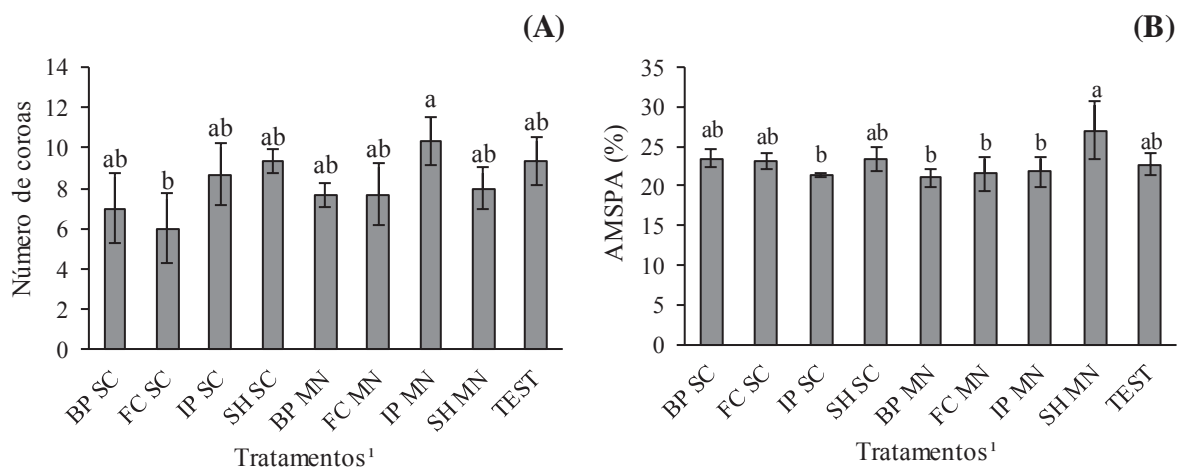 (A)
Número de coroas
14
12
10
8
6
4
2
0
ab
b
ab
ab
ab
ab
a
ab
ab
BP SC
FC SC
IP SC
SH SC
BP MN
FC MN
IP MN
SH MN
TEST
Tratamentos¹
(B)
AMSPA (%)
35
30
25
20
15
10
5
0
ab
ab
b
ab
b
b
b
a
ab
BP SC
FC SC
IP SC
SH SC
BP MN
FC MN
IP MN
SH MN
TEST
Tratamentos¹